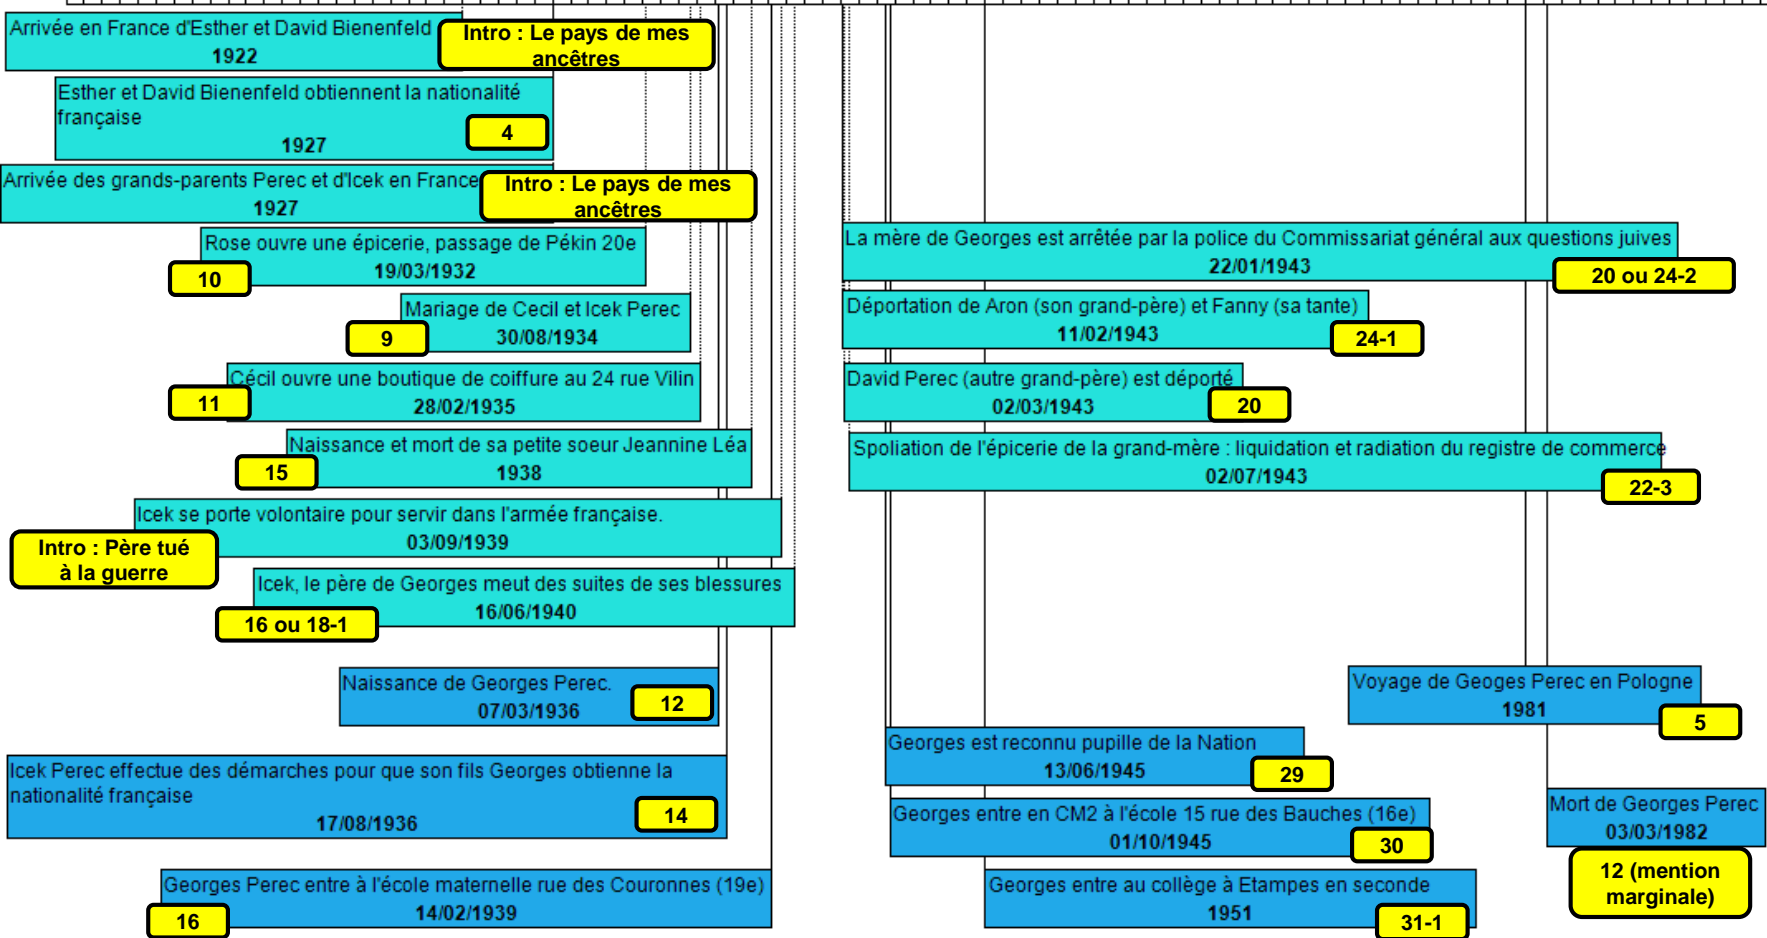 Arrivée en France d'Esther et David Bienenfeld
1922
Intro : Le pays de mes
ancêtres
Esther et David Bienenfeld obtiennent la nationalité
française
1927
4
Arrivée des grands-parents Perec et d'Icek en France
1927
Intro : Le pays de mes
ancêtres
Rose ouvre une épicerie, passage de Pékin 20e
19/03/1932
10
Mariage de Cecil et Icek Perec
30/08/1934
9
Cécil ouvre une boutique de coiffure au 24 rue Vilin
28/02/1935
11
Naissance et mort de sa petite soeur Jeannine Léa
1938
15
Icek se porte volontaire pour servir dans l'armée française.
03/09/1939
Intro : Père tué
à la guerre
Icek, le père de Georges meut des suites de ses blessures
16/06/1940
16 ou 18-1
Naissance de Georges Perec.
07/03/1936
12
Icek Perec effectue des démarches pour que son fils Georges obtienne la
nationalité française
17/08/1936
14
Georges Perec entre à l'école maternelle rue des Couronnes (19e)
14/02/1939
16
La mère de Georges est arrêtée par la police du Commissariat général aux questions juives
22/01/1943
20 ou 24-2
Déportation de Aron (son grand-père) et Fanny (sa tante)
11/02/1943
24-1
David Perec (autre grand-père) est déporté
02/03/1943
20
Spoliation de l'épicerie de la grand-mère : liquidation et radiation du registre de commerce
02/07/1943
22-3
Voyage de Geoges Perec en Pologne
1981
5
Georges est reconnu pupille de la Nation
13/06/1945
29
Georges entre en CM2 à l'école 15 rue des Bauches (16e)
01/10/1945
30
Mort de Georges Perec
03/03/1982
12 (mention
marginale)
Georges entre au collège à Etampes en seconde
1951
31-1